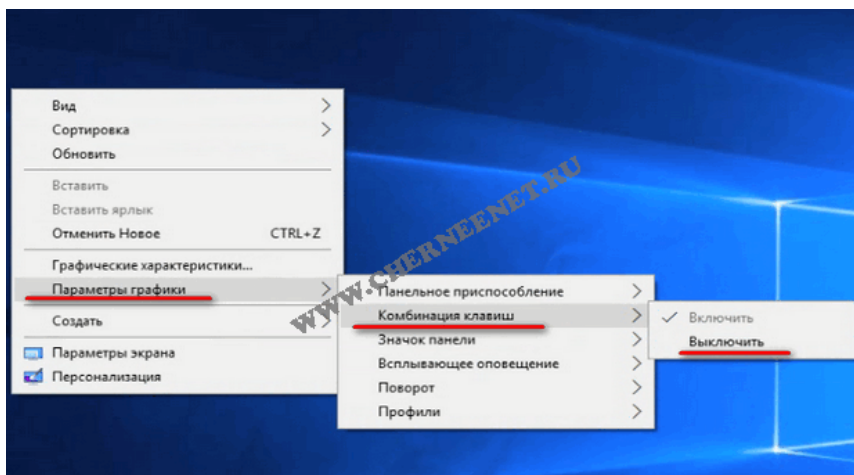 Вид
Сортировка
Обновить
Вставить
Вставить ярлык
Отменить Новое CTRL+Z
Графические характеристики...
Параметры графики
Создать
Параметры экрана
Персонализация
Панельное приспособление
Комбинация клавиш
Значок панели
Всплывающее оповещение
Поворот
Профили
Включить
Выключить
WWW.CHERNEENET.RU